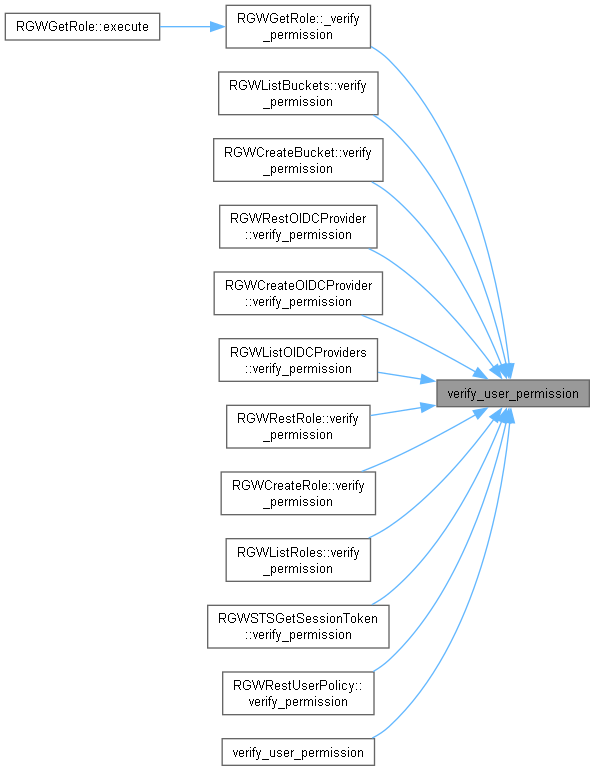 RGWGetRole::execute
RGWGetRole::_verify
_permission
RGWListBuckets::verify
_permission
RGWCreateBucket::verify
_permission
RGWRestOIDCProvider
::verify_permission
RGWCreateOIDCProvider
::verify_permission
RGWListOIDCProviders
::verify_permission
verify_user_permission
RGWRestRole::verify
_permission
RGWCreateRole::verify
_permission
RGWListRoles::verify
_permission
RGWSTSGetSessionToken
::verify_permission
RGWRestUserPolicy::
verify_permission
verify_user_permission